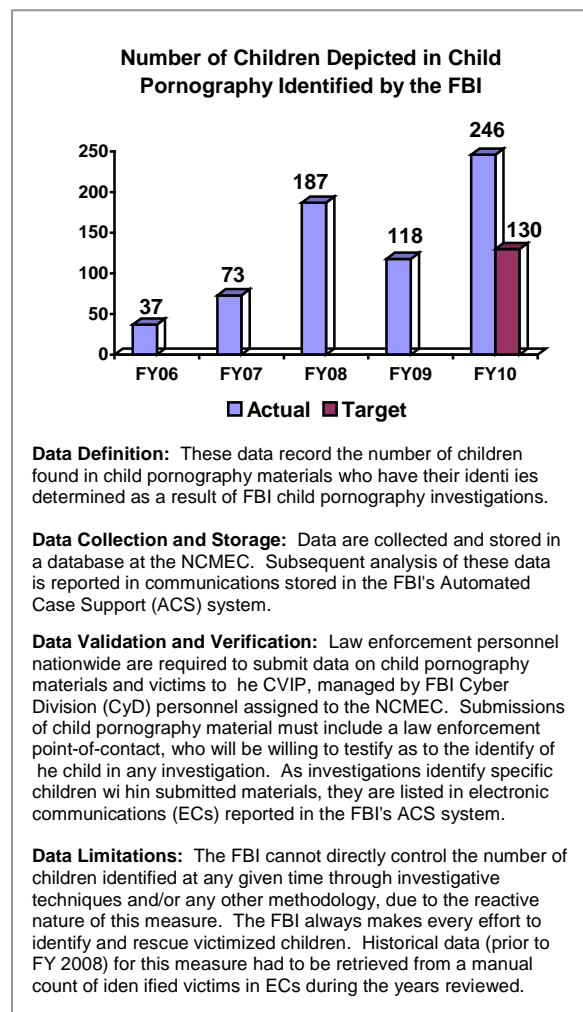 Number of Children Depicted in Child
Pornography Identified by the FBI
246
250
187
200
130
150
118
100
73
50
37
0
FY06 FY07 FY08 FY09 FY10
Actual Target
Data Definition: These data record the number of children
found in child pornography materials who have their identi ies
determined as a result of FBI child pornography investigations.
Data Collection and Storage: Data are collected and stored in
a database at the NCMEC. Subsequent analysis of these data
is reported in communications stored in the FBI's Automated
Case Support (ACS) system.
Data Validation and Verification: Law enforcement personnel
nationwide are required to submit data on child pornography
materials and victims to he CVIP, managed by FBI Cyber
Division (CyD) personnel assigned to the NCMEC. Submissions
of child pornography material must include a law enforcement
point-of-contact, who will be willing to testify as to the identify of
he child in any investigation. As investigations identify specific
children wi hin submitted materials, they are listed in electronic
communications (ECs) reported in the FBI's ACS system.
Data Limitations: The FBI cannot directly control the number of
children identified at any given time through investigative
techniques and/or any other methodology, due to the reactive
nature of this measure. The FBI always makes every effort to
identify and rescue victimized children. Historical data (prior to
FY 2008) for this measure had to be retrieved from a manual
count of iden ified victims in ECs during the years reviewed.